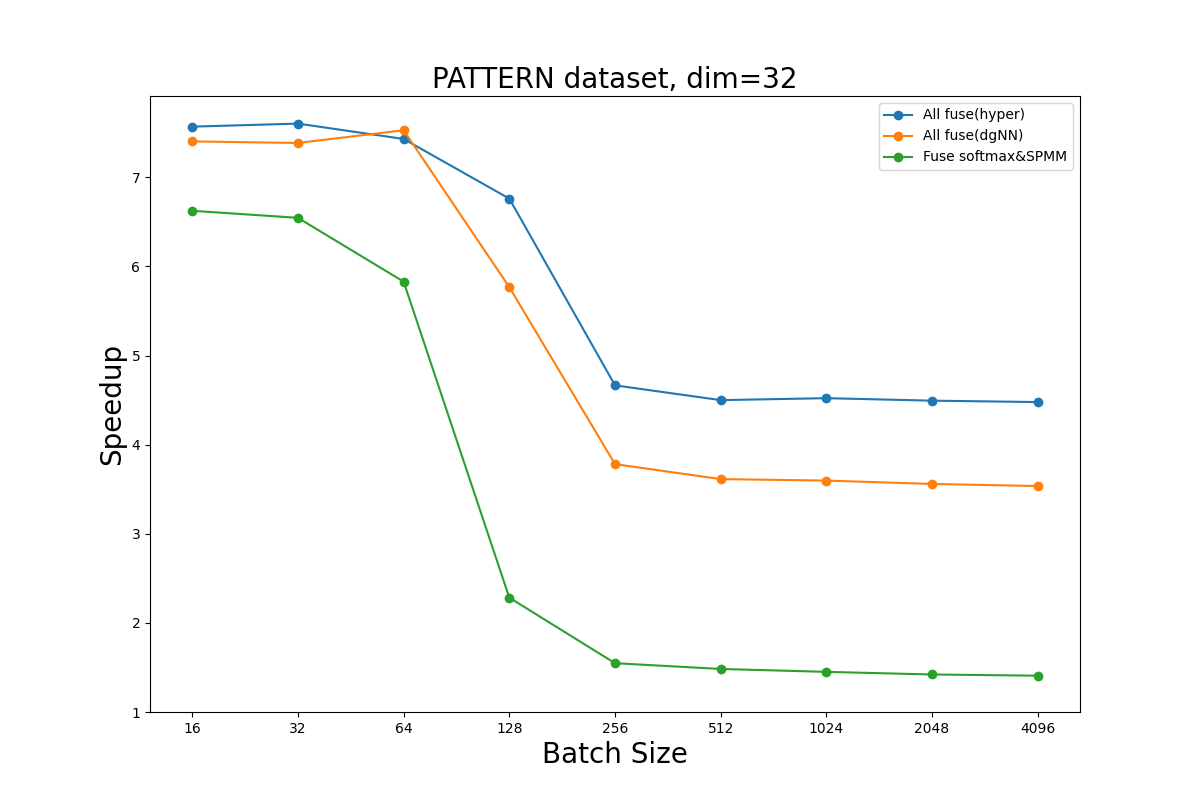 PATTERN dataset, dim=32
All fuse(hyper)
All fuse(dgNN)
Fuse softmax&SPMM
Speedup
7
6
5
4
3
2
1
16 32 64 128 256 512 1024 2048 4096
Batch Size